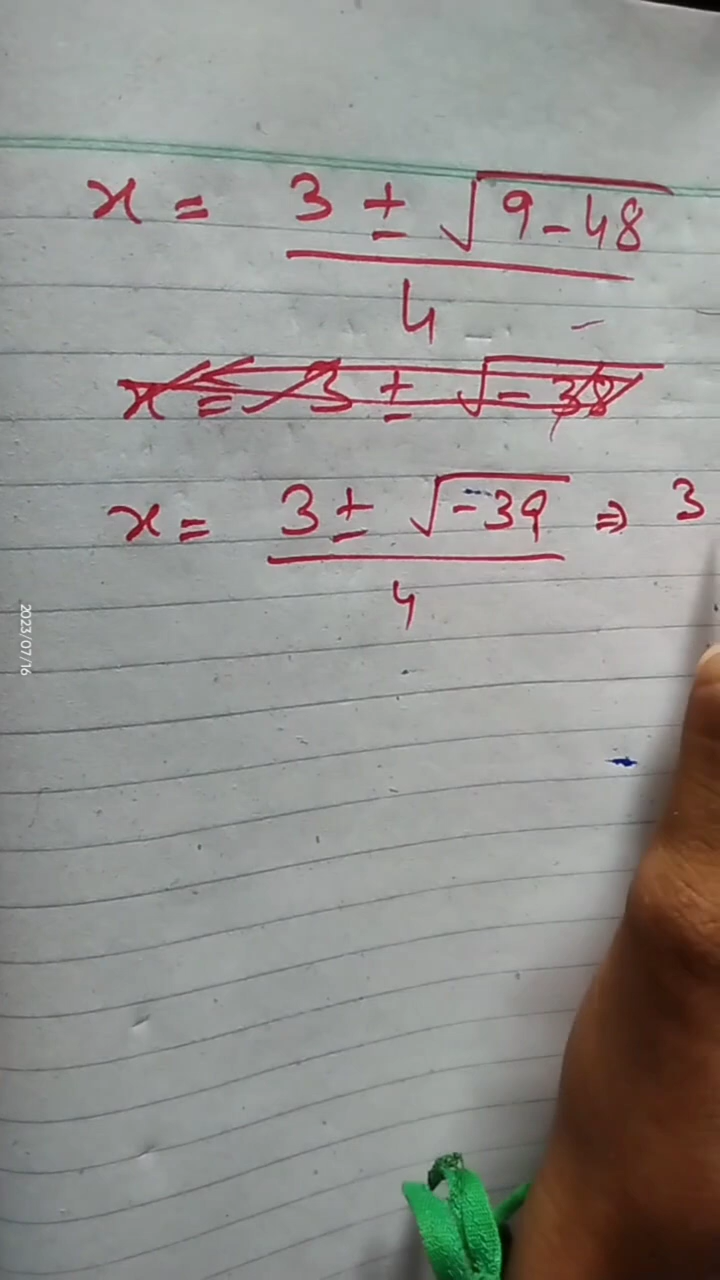 x = 3 ± √9-48
4
x = 3 ± √-38
x = 3 ± √-39 ⇒ 3
4
2023/07/16